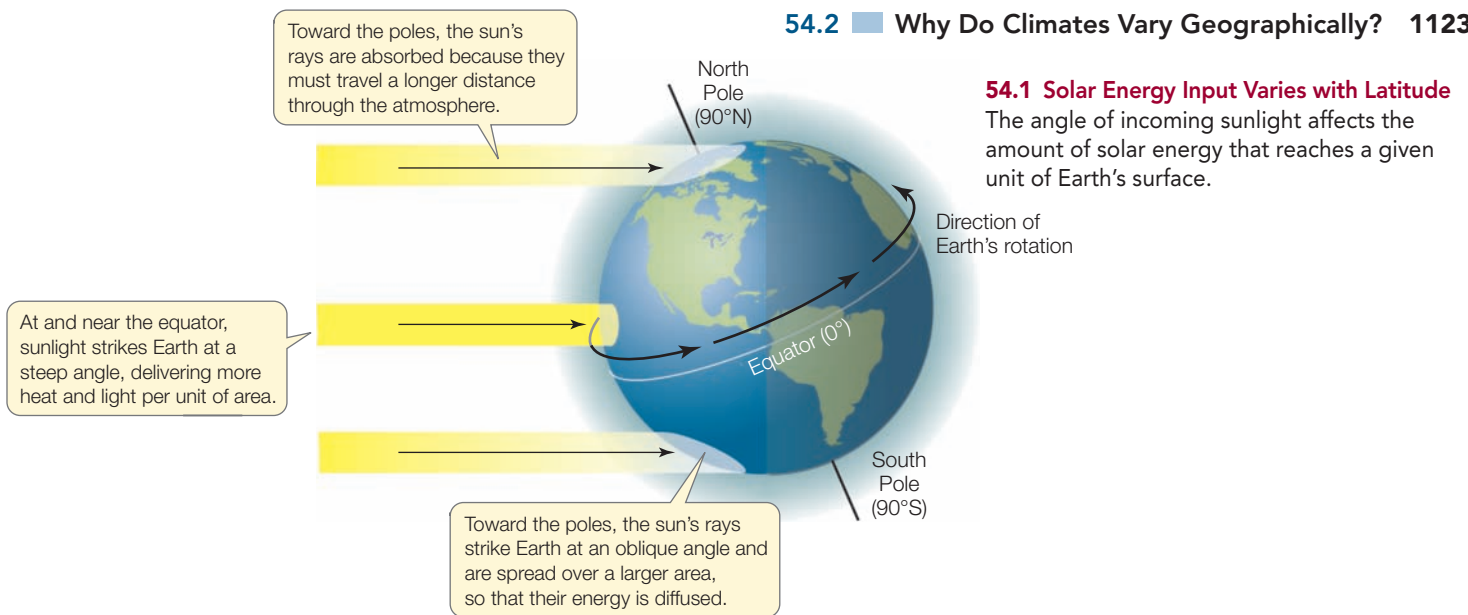 54.2 Why Do Climates Vary Geographically? 1123
Toward the poles, the sun's
rays are absorbed because they
must travel a longer distance
through the atmosphere.
North
Pole
(90°N)
54.1 Solar Energy Input Varies with Latitude
The angle of incoming sunlight affects the
amount of solar energy that reaches a given
unit of Earth's surface.
Direction of
Earth's rotation
At and near the equator,
sunlight strikes Earth at a
steep angle, delivering more
heat and light per unit of area.
Equator (0°)
South
Pole
(90°S)
Toward the poles, the sun's rays
strike Earth at an oblique angle and
are spread over a larger area,
so that their energy is diffused.